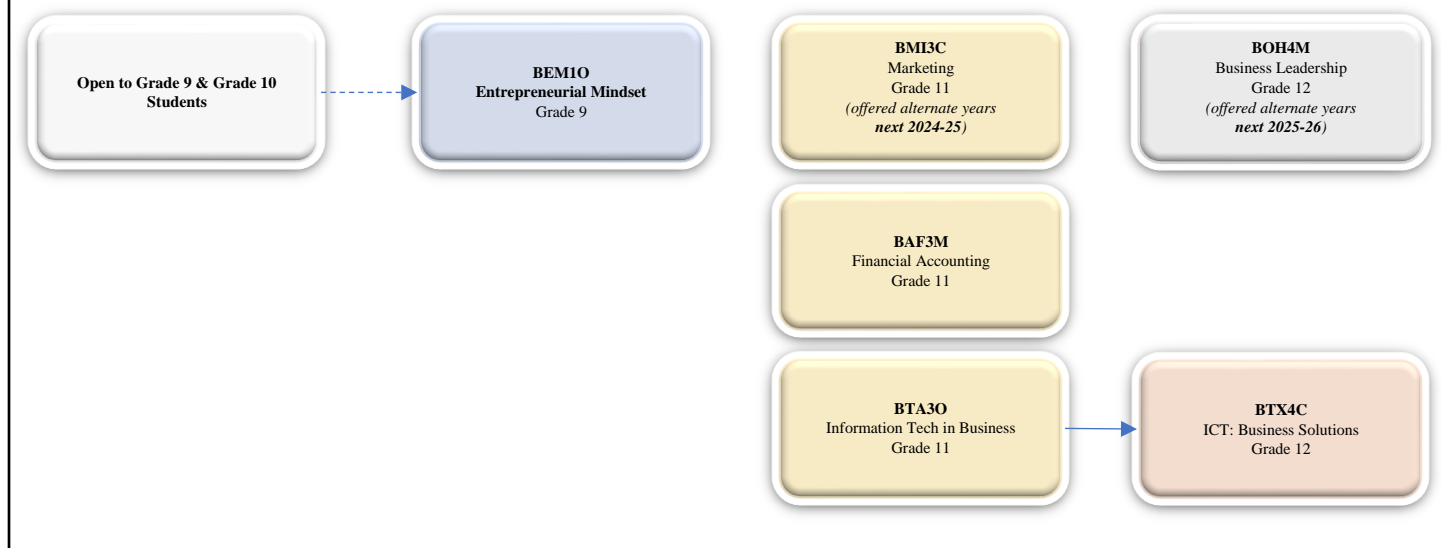 Open to Grade 9 & Grade 10
Students
BEM1O
Entrepreneurial Mindset
Grade 9
BMI3C
Marketing
Grade 11
(offered alternate years
next 2024-25)
BOH4M
Business Leadership
Grade 12
(offered alternate years
next 2025-26)
BAF3M
Financial Accounting
Grade 11
BTA3O
Information Tech in Business
Grade 11
BTX4C
ICT: Business Solutions
Grade 12